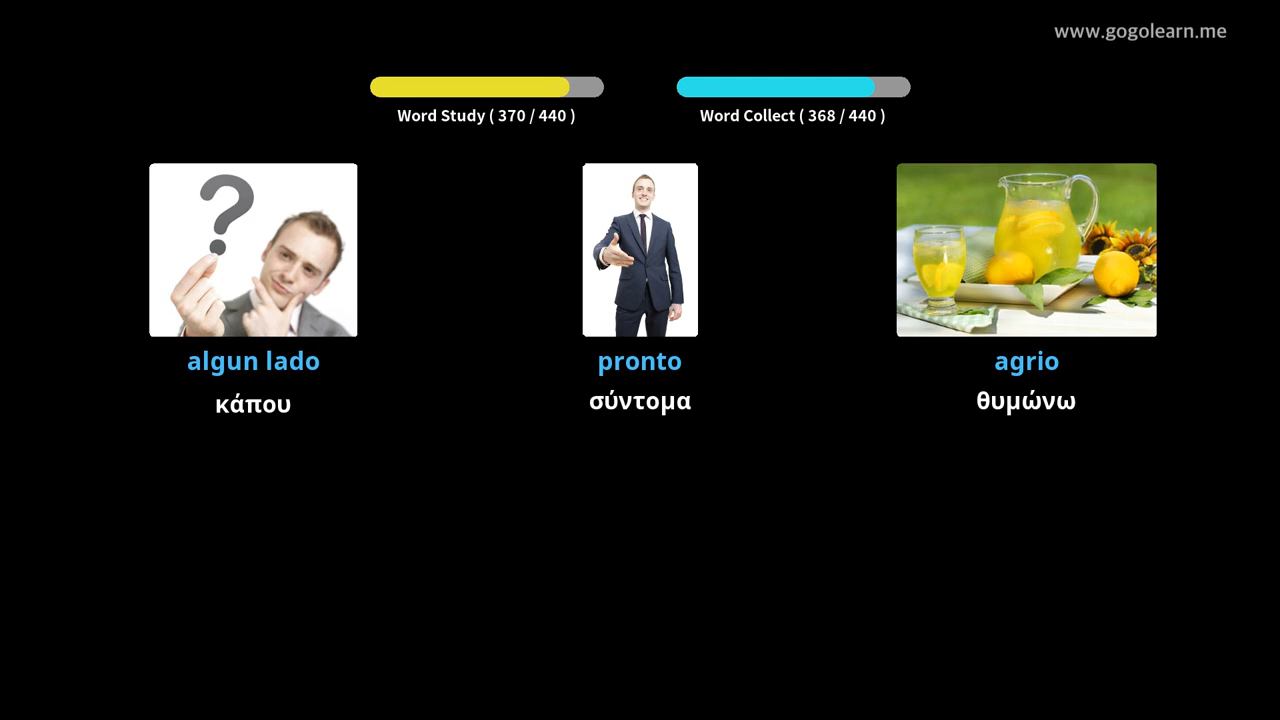 www.gogolearn.me
Word Study ( 370 / 440 )
Word Collect ( 368 / 440 )
algun lado
pronto
agrio
κάπου
σύντομα
θυμώνω